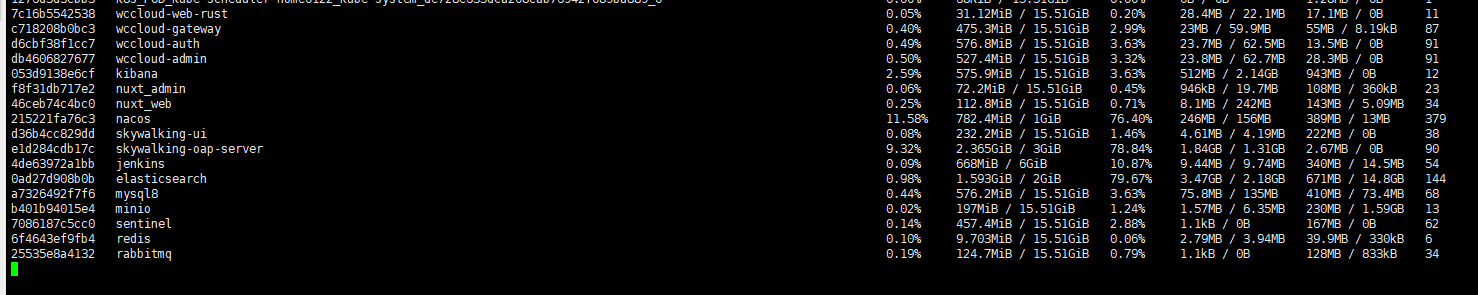 7c16b5542538 wccloud-web-rust 0.05% 31.12MiB / 15.51GiB 0.20% 28.4MB / 22.1MB 17.1MB / 0B 11
c718208b0bc3 wccloud-gateway 0.40% 475.3MiB / 15.51GiB 2.99% 23MB / 59.9MB 55MB / 8.19kB 87
d6cbf38f1cc7 wccloud-auth 0.49% 576.8MiB / 15.51GiB 3.63% 23.7MB / 62.5MB 13.5MB / 0B 91
db4606827677 wccloud-admin 0.50% 527.4MiB / 15.51GiB 3.32% 23.8MB / 62.7MB 28.3MB / 0B 91
053d9138e6cf kibana 2.59% 575.9MiB / 15.51GiB 3.63% 512MB / 2.14GB 943MB / 0B 12
f8f31db717e2 nuxt_admin 0.06% 72.2MiB / 15.51GiB 0.45% 946kB / 19.7MB 108MB / 360kB 23
46ceb74c4bc0 nuxt_web 0.25% 112.8MiB / 15.51GiB 0.71% 8.1MB / 242MB 143MB / 5.09MB 34
215221fa76c3 nacos 11.58% 782.4MiB / 1GiB 76.40% 246MB / 156MB 389MB / 13MB 379
d36b4cc829dd skywalking-ui 0.08% 232.2MiB / 15.51GiB 1.46% 4.61MB / 4.19MB 222MB / 0B 38
e1d284cdb17c skywalking-oap-server 9.32% 2.365GiB / 3GiB 78.84% 1.84GB / 1.31GB 2.67MB / 0B 90
4de63972a1bb jenkins 0.09% 668MiB / 6GiB 10.87% 9.44MB / 9.74MB 340MB / 14.5MB 54
0ad27d908b0b elasticsearch 0.98% 1.593GiB / 2GiB 79.67% 3.47GB / 2.18GB 671MB / 14.8GB 144
a7326492f7f6 mysql8 0.44% 576.2MiB / 15.51GiB 3.63% 75.8MB / 135MB 410MB / 73.4MB 68
b401b94015e4 minio 0.02% 197MiB / 15.51GiB 1.24% 1.57MB / 6.35MB 230MB / 1.59GB 13
7086187c5cc0 sentinel 0.14% 457.4MiB / 15.51GiB 2.88% 1.1kB / 0B 167MB / 0B 62
6f4643ef9fb4 redis 0.10% 9.703MiB / 15.51GiB 0.06% 2.79MB / 3.94MB 39.9MB / 330kB 6
25535e8a4132 rabbitmq 0.19% 124.7MiB / 15.51GiB 0.79% 1.1kB / 0B 128MB / 833kB 34